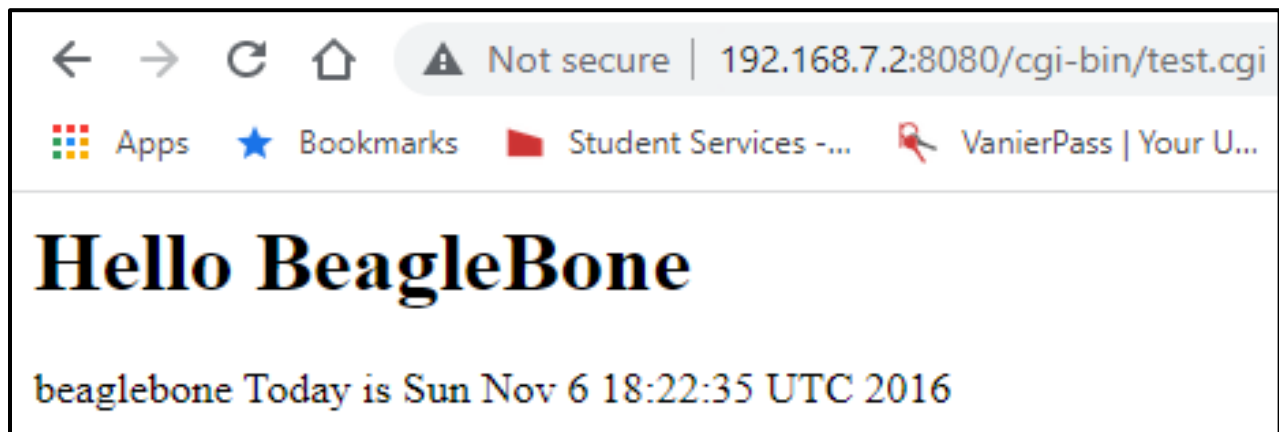 Not secure | 192.168.7.2:8080/cgi-bin/test.cgi
Apps Bookmarks Student Services -... VanierPass | Your U...
Hello BeagleBone
beaglebone Today is Sun Nov 6 18:22:35 UTC 2016